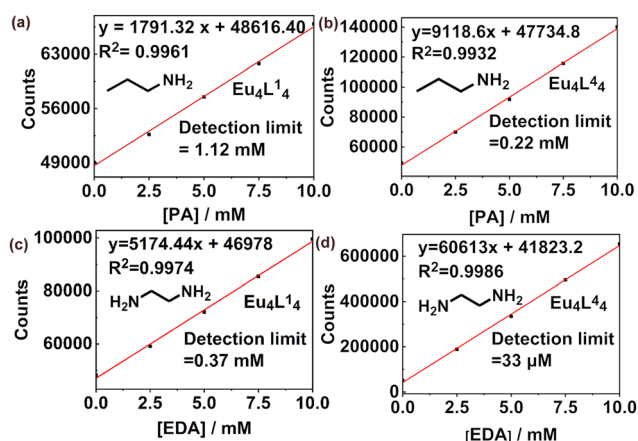 (a)
y = 1791.32 x + 48616.40
R²= 0.9961
NH₂
Eu₄L¹₄
Detection limit
= 1.12 mM
Counts
63000
56000
49000
0.0 2.5 5.0 7.5 10.0
[PA] / mM
(b)
y=9118.6x + 47734.8
R²=0.9932
NH₂
Eu₄L⁴₄
Detection limit
=0.22 mM
Counts
140000
120000
100000
80000
60000
0.0 2.5 5.0 7.5 10.0
[PA] / mM
(c)
y=5174.44x + 46978
R²=0.9974
H₂N
NH₂
Eu₄L¹₄
Detection limit
=0.37 mM
Counts
100000
80000
60000
0.0 2.5 5.0 7.5 10.0
[EDA] / mM
(d)
y=60613x + 41823.2
R²=0.9986
H₂N
NH₂
Eu₄L⁴₄
Detection limit
=33 µM
Counts
600000
400000
200000
0
0.0 2.5 5.0 7.5 10.0
[EDA] / mM